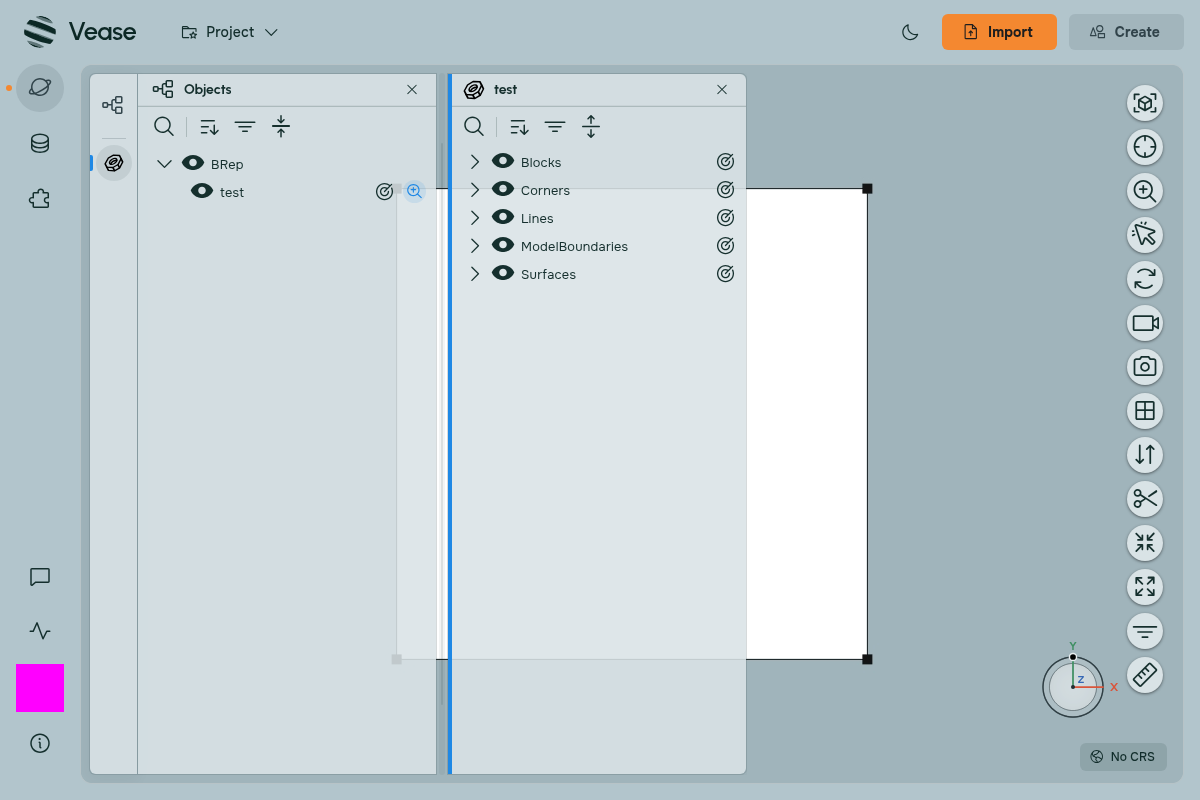 Vease
Project
Import
Create
Objects
test
BRep
test
Blocks
Corners
Lines
ModelBoundaries
Surfaces
Y
Z
X
No CRS